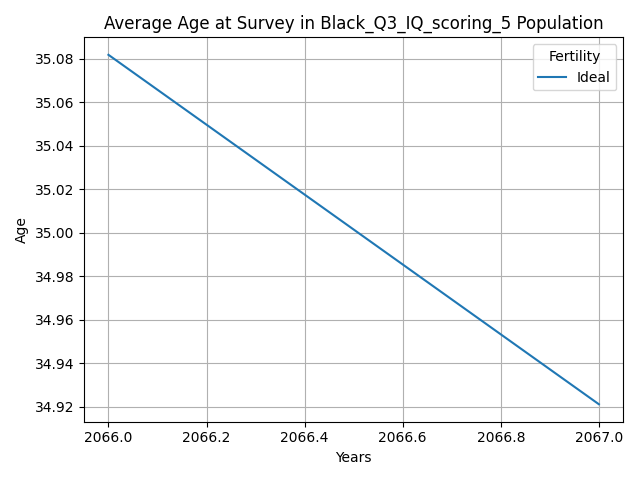 Average Age at Survey in Black_Q3_IQ_scoring_5 Population
Fertility
Ideal
35.08
35.06
35.04
35.02
35.00
34.98
34.96
34.94
34.92
Age
2066.0 2066.2 2066.4 2066.6 2066.8 2067.0
Years